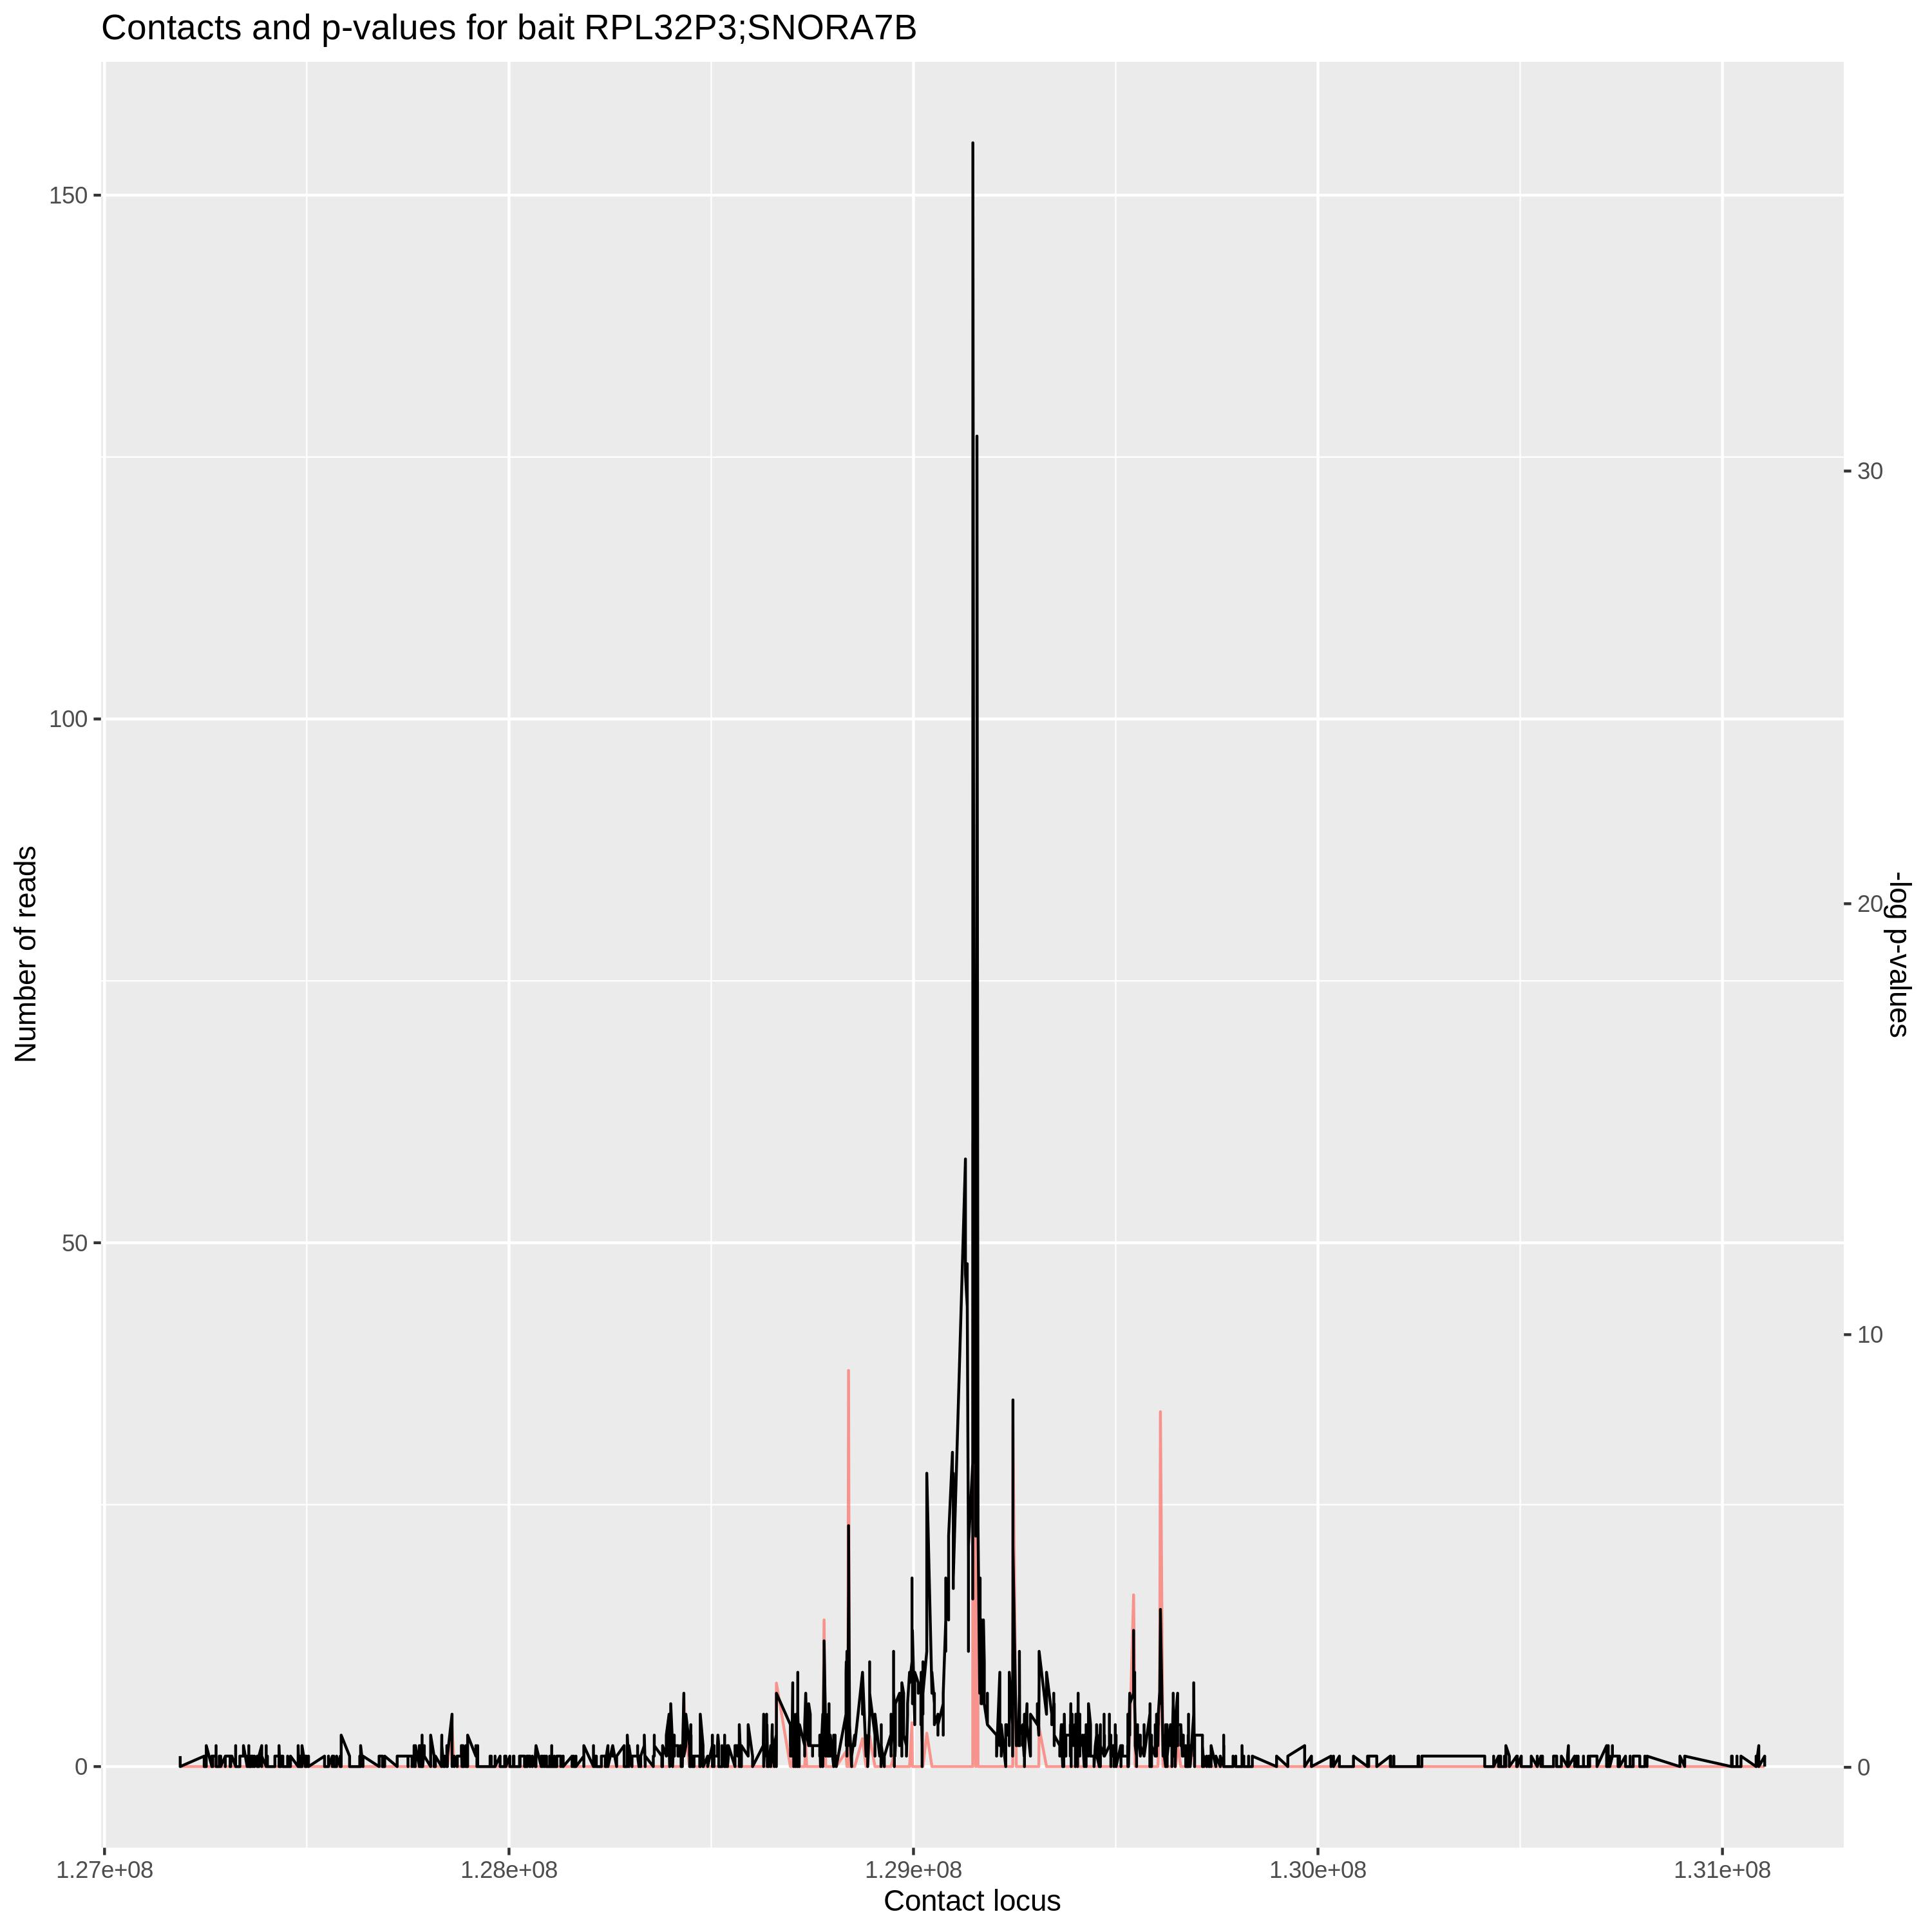 Contacts and p-values for bait RPL32P3;SNORA7B
150
100
50
0
Number of reads
30
20
10
0
-log p-values
1.27e+08
1.28e+08
1.29e+08
1.30e+08
1.31e+08
Contact locus